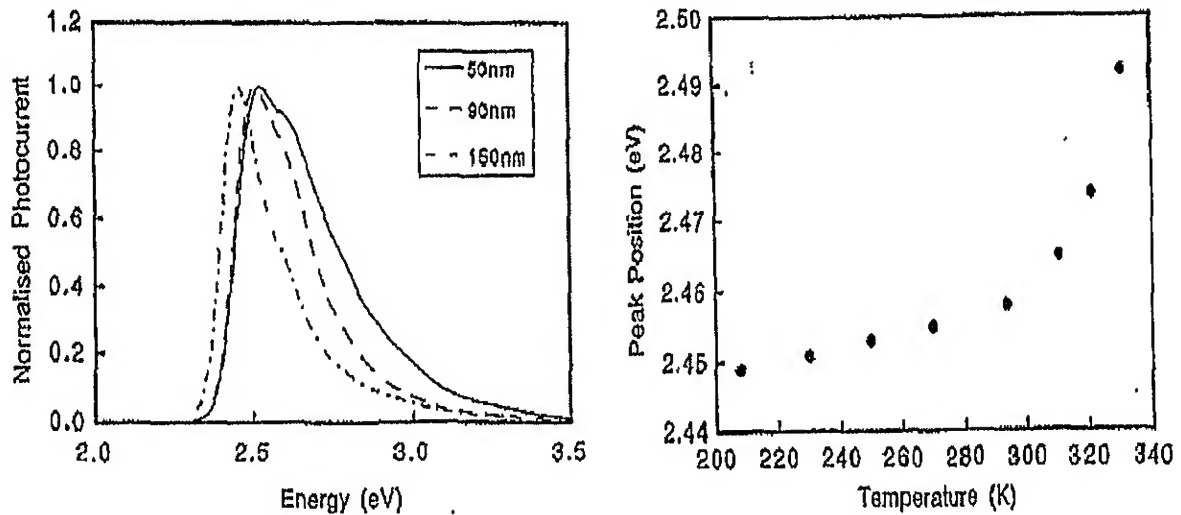 1.2
1.0
0.8
0.6
0.4
0.2
0.0
2.0
2.5
3.0
3.5
Normalised Photocurrent
Energy (eV)
50nm
90nm
160nm
2.50
2.49
2.48
2.47
2.46
2.45
2.44
200 220 240 260 280 300 320 340
Peak Position (eV)
Temperature (K)